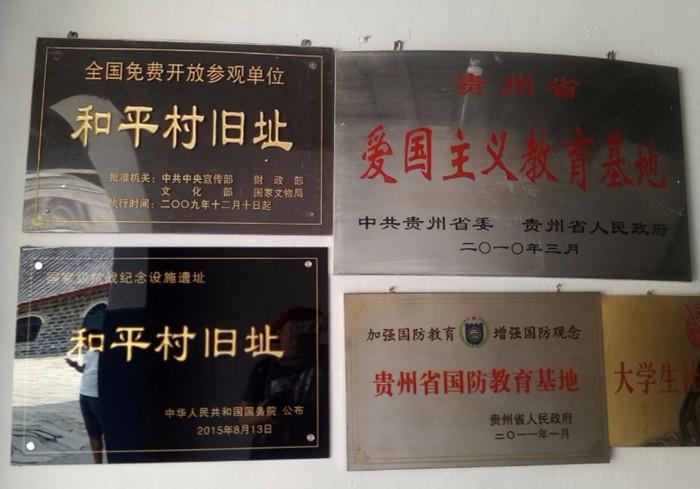 全国免费开放参观单位
和平村旧址
批准机关：中共中央宣传部 财政部
文化部 国家文物局
执行时间：二〇〇九年十二月十日起
贵州省
爱国主义教育基地
中共贵州省委 贵州省人民政府
二〇一〇年三月
国家级抗战纪念设施遗址
和平村旧址
中华人民共和国国务院 公布
2015年8月13日
加强国防教育 增强国防观念
贵州省国防教育基地
贵州省人民政府
二〇一一年一月
大学生社